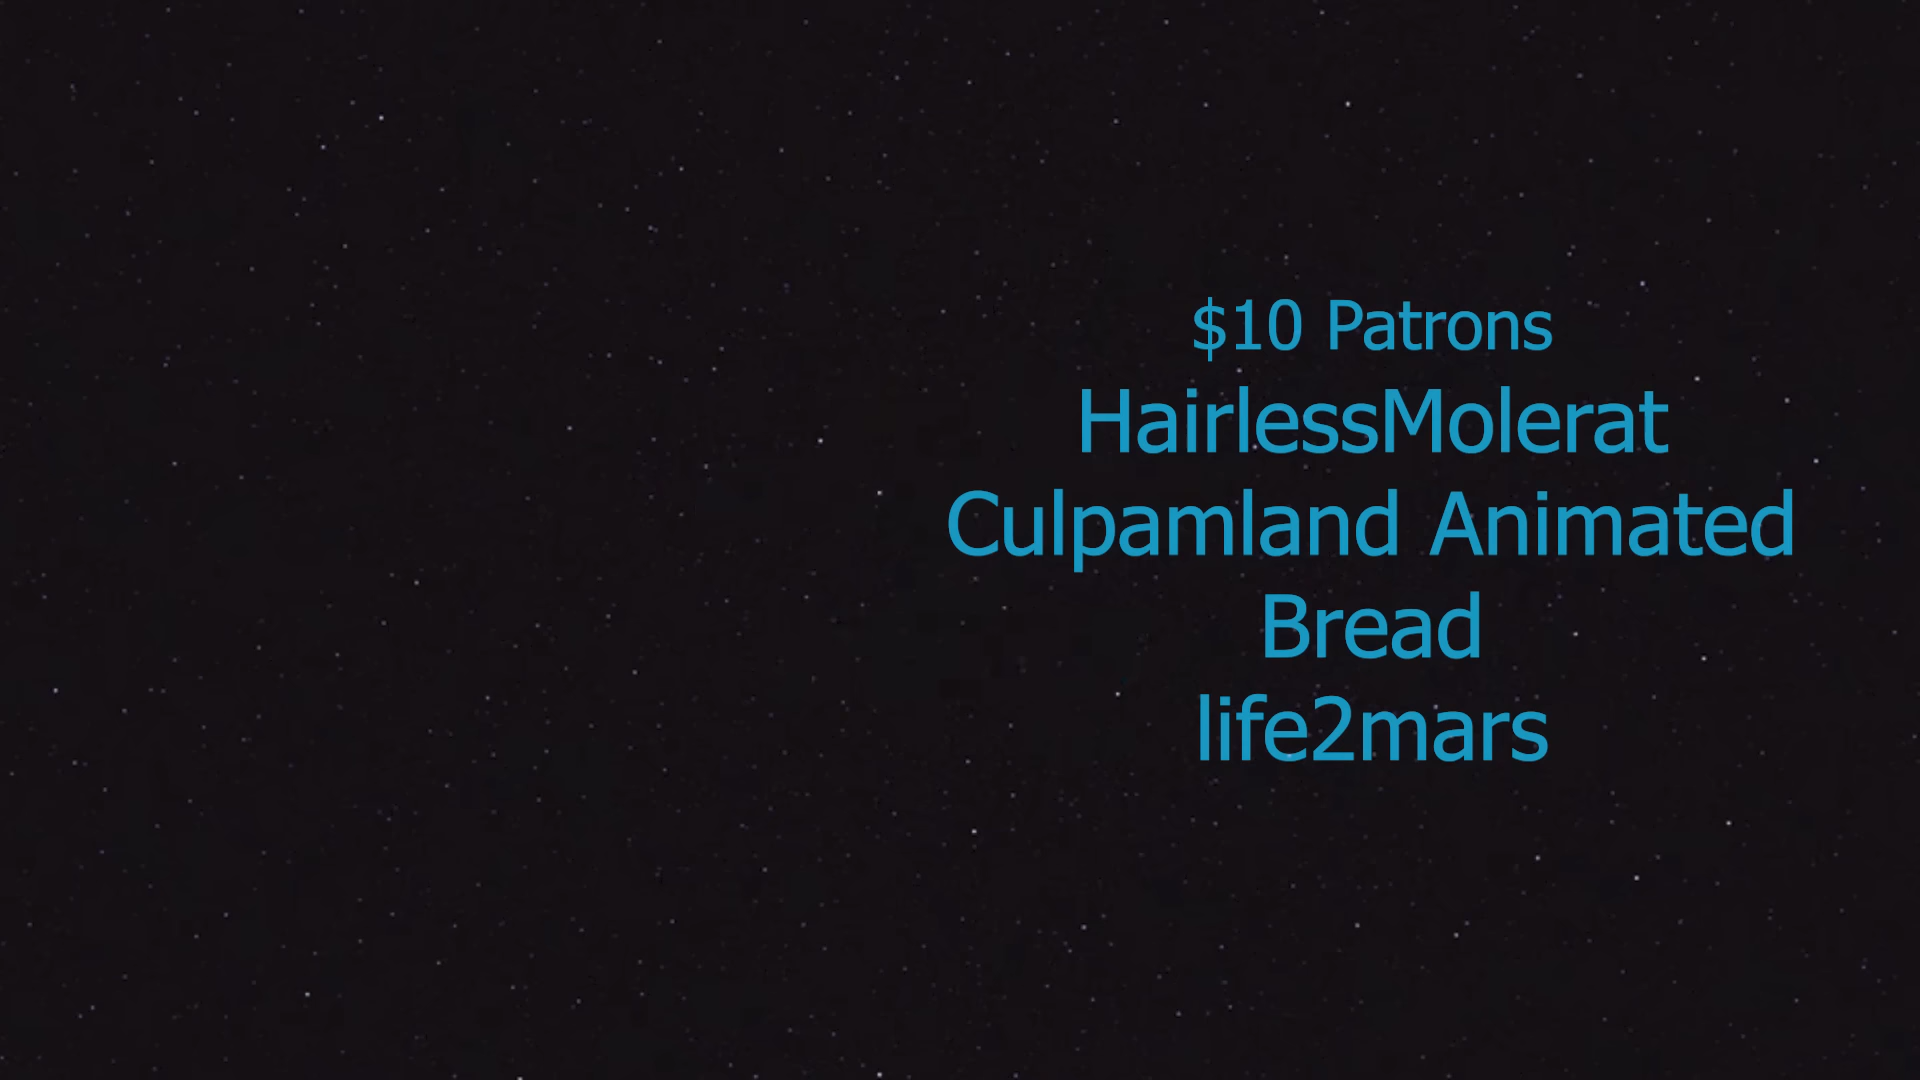 $10 Patrons
HairlessMolerat
Culpamland Animated
Bread
life2mars